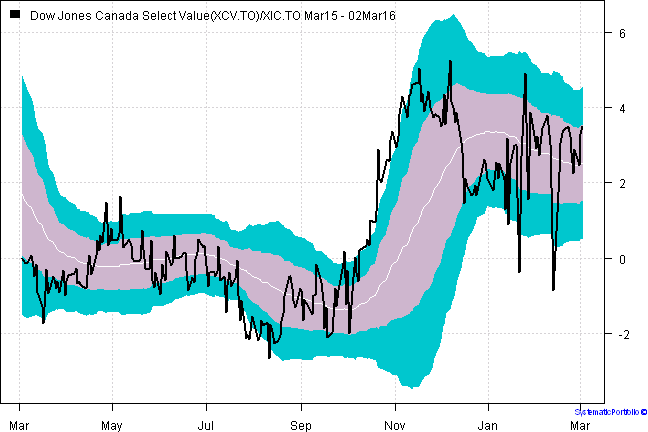 Dow Jones Canada Select Value(XCV.TO)/XIC.TO Mar15 - 02Mar16
6
4
2
0
-2
SystematicPortfolio ©
Mar May Jul Sep Nov Jan Mar